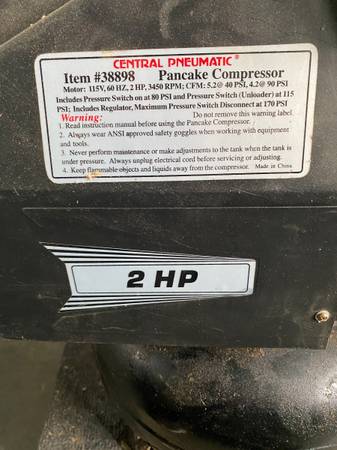 CENTRAL PNEUMATIC®
Item #38898 Pancake Compressor
Motor: 115V, 60 HZ, 2 HP, 3450 RPM; CFM: 5.2@ 40 PSI, 4.2@ 90 PSI
Includes Pressure Switch on at 80 PSI and Pressure Switch (Unloader) at 115
PSI; Includes Regulator, Maximum Pressure Switch Disconnect at 170 PSI
Warning: Do not remove this warning label
1. Read instruction manual before using the Pancake Compressor.
2. Always wear ANSI approved safety goggles when working with equipment
and tools.
3. Never perform maintenance or make adjustments to the tank when the tank is
under pressure. Always unplug electrical cord before servicing or adjusting.
4. Keep flammable objects and liquids away from the compressor. Made in China
2 HP